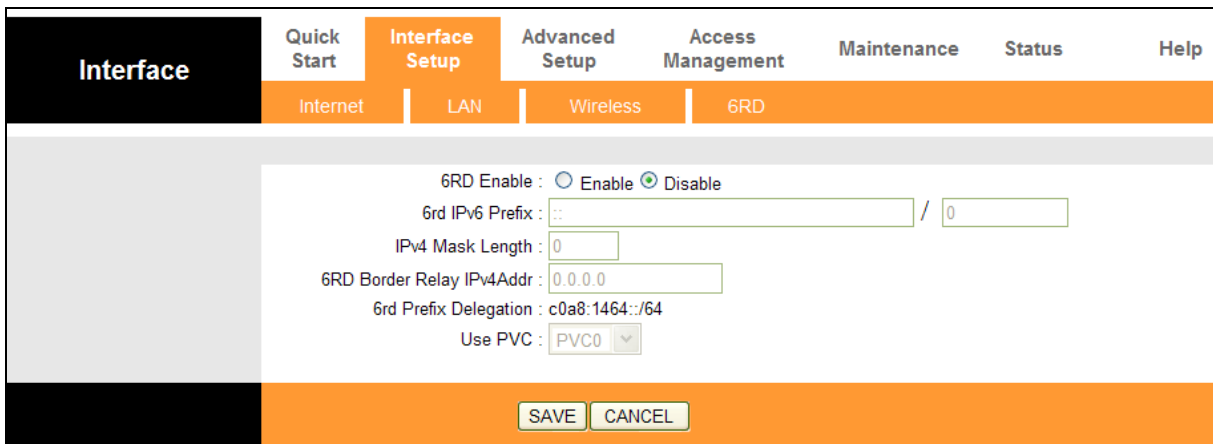 Interface
Quick Start
Interface Setup
Advanced Setup
Access Management
Maintenance
Status
Help
Internet
LAN
Wireless
6RD
6RD Enable : Enable Disable
6rd IPv6 Prefix : :: / 0
IPv4 Mask Length : 0
6RD Border Relay IPv4Addr : 0.0.0.0
6rd Prefix Delegation : c0a8:1464::/64
Use PVC : PVC0
SAVE CANCEL